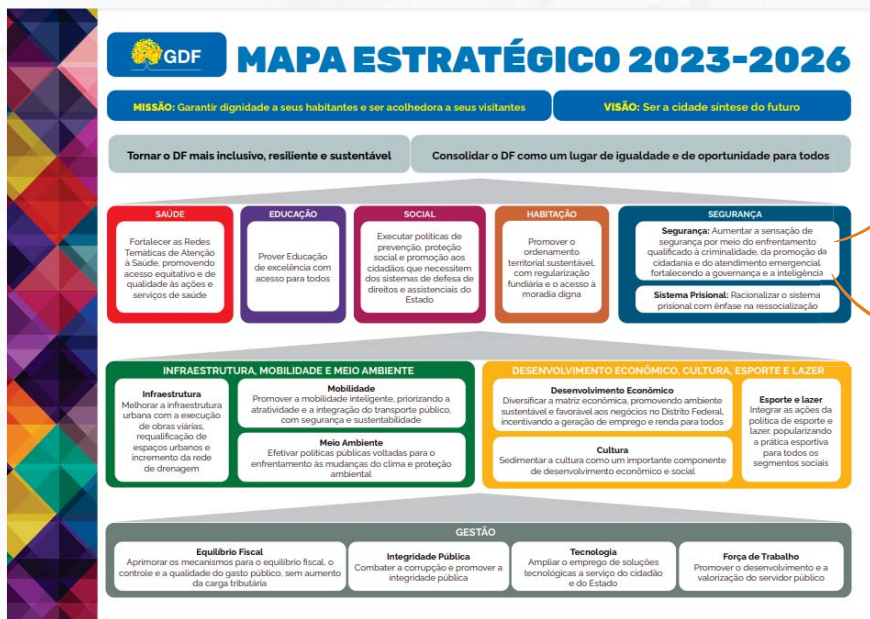 GDF
MAPA ESTRATÉGICO 2023-2026
MISSÃO: Garantir dignidade a seus habitantes e ser acolhedora a seus visitantes
VISÃO: Ser a cidade síntese do futuro
Tornar o DF mais inclusivo, resiliente e sustentável
Consolidar o DF como um lugar de igualdade e de oportunidade para todos
SAÚDE
Fortalecer as Redes
Temáticas de Atenção
à Saúde, promovendo
acesso equitativo e de
qualidade às ações e
serviços de saúde
EDUCAÇÃO
Prover Educação
de excelência com
acesso para todos
SOCIAL
Executar políticas de
prevenção, proteção
social e promoção aos
cidadãos que necessitem
dos sistemas de defesa de
direitos e assistenciais do
Estado
HABITAÇÃO
Promover o
ordenamento
territorial sustentável,
com regularização
fundiária e o acesso à
moradia digna
SEGURANÇA
Segurança: Aumentar a sensação de
segurança por meio do enfrentamento
qualificado à criminalidade, da promoção da
cidadania e do atendimento emergencial
fortalecendo a governança e a inteligência
Sistema Prisional: Racionalizar o sistema
prisional com ênfase na ressocialização
INFRAESTRUTURA, MOBILIDADE E MEIO AMBIENTE
Infraestrutura
Melhorar a infraestrutura
urbana com a execução
de obras viárias,
requalificação de
espaços urbanos e
incremento da rede
de drenagem
Mobilidade
Promover a mobilidade inteligente, priorizando a
atratividade e a integração do transporte público,
com segurança e sustentabilidade
Meio Ambiente
Efetivar políticas públicas voltadas para o
enfrentamento às mudanças do clima e proteção
ambiental
DESENVOLVIMENTO ECONÔMICO, CULTURA, ESPORTE E LAZER
Desenvolvimento Econômico
Diversificar a matriz econômica, promovendo ambiente
sustentável e favorável aos negócios no Distrito Federal,
incentivando a geração de emprego e renda para todos
Cultura
Sedimentar a cultura como um importante componente
de desenvolvimento econômico e social
Esporte e lazer
Integrar as ações da
política de esporte e
lazer, popularizando
a prática esportiva
para todos os
segmentos sociais
GESTÃO
Equilíbrio Fiscal
Aprimorar os mecanismos para o equilíbrio fiscal, o
controle e a qualidade do gasto público, sem aumento
da carga tributária
Integridade Pública
Combater a corrupção e promover a
integridade pública
Tecnologia
Ampliar o emprego de soluções
tecnológicas a serviço do cidadão
e do Estado
Força de Trabalho
Promover o desenvolvimento e a
valorização do servidor público